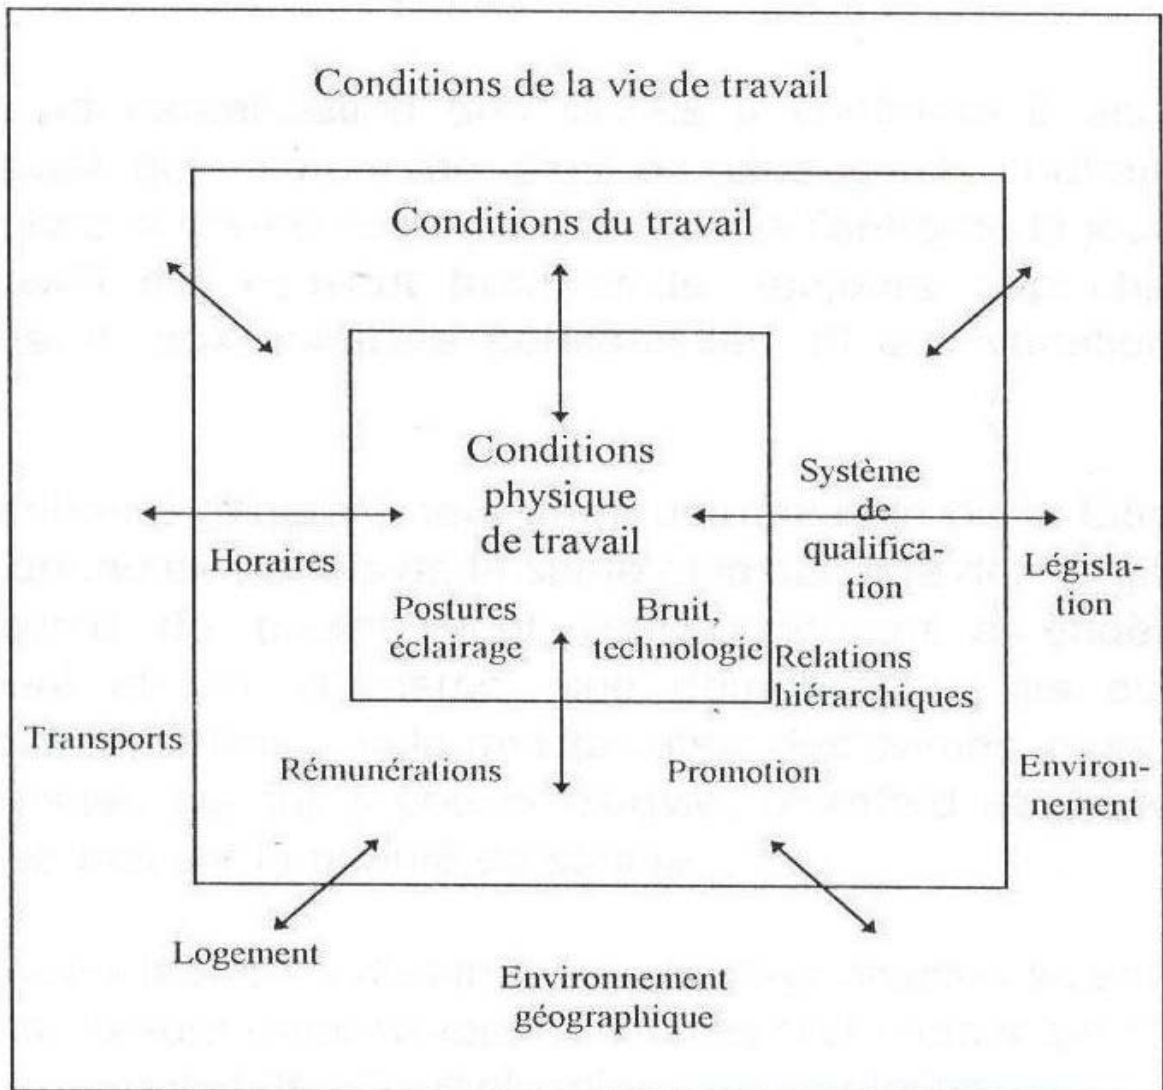 Conditions de la vie de travail
Conditions du travail
Conditions
physique
de travail
Système
de
qualifica-
tion
Horaires
Législa-
tion
Postures
éclairage
Bruit,
technologie
Relations
hiérarchiques
Transports
Rémunérations
Promotion
Environ-
nement
Logement
Environnement
géographique